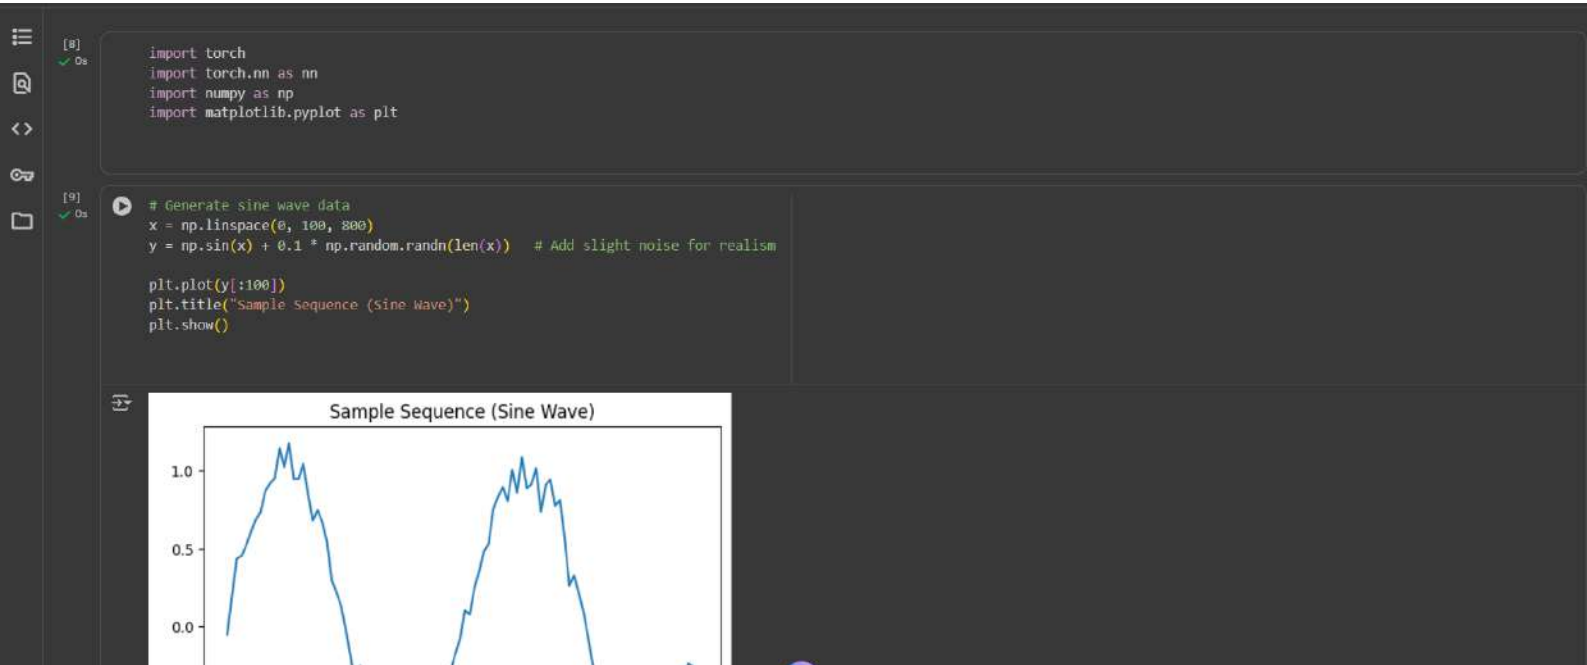 [8]
0s
import torch
import torch.nn as nn
import numpy as np
import matplotlib.pyplot as plt
[9]
0s
# Generate sine wave data
x = np.linspace(0, 100, 800)
y = np.sin(x) + 0.1 * np.random.randn(len(x))   # Add slight noise for realism
plt.plot(y[:100])
plt.title("Sample Sequence (Sine Wave)")
plt.show()
Sample Sequence (Sine Wave)
1.0
0.5
0.0